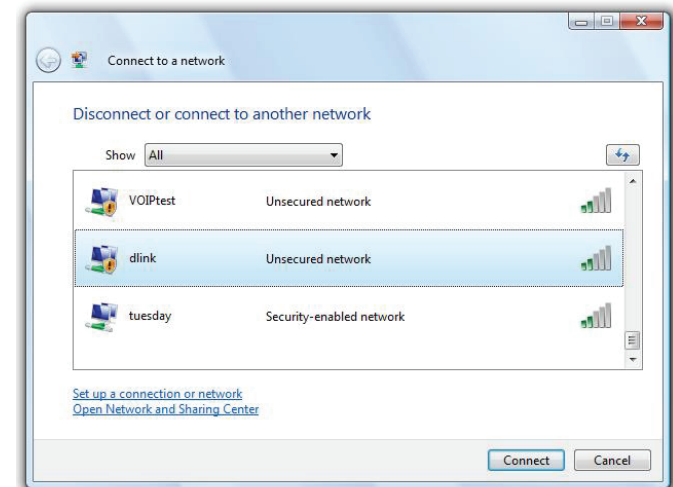 Connect to a network
Disconnect or connect to another network
Show All
VOIPtest Unsecured network
dlink Unsecured network
tuesday Security-enabled network
Set up a connection or network
Open Network and Sharing Center
Connect Cancel